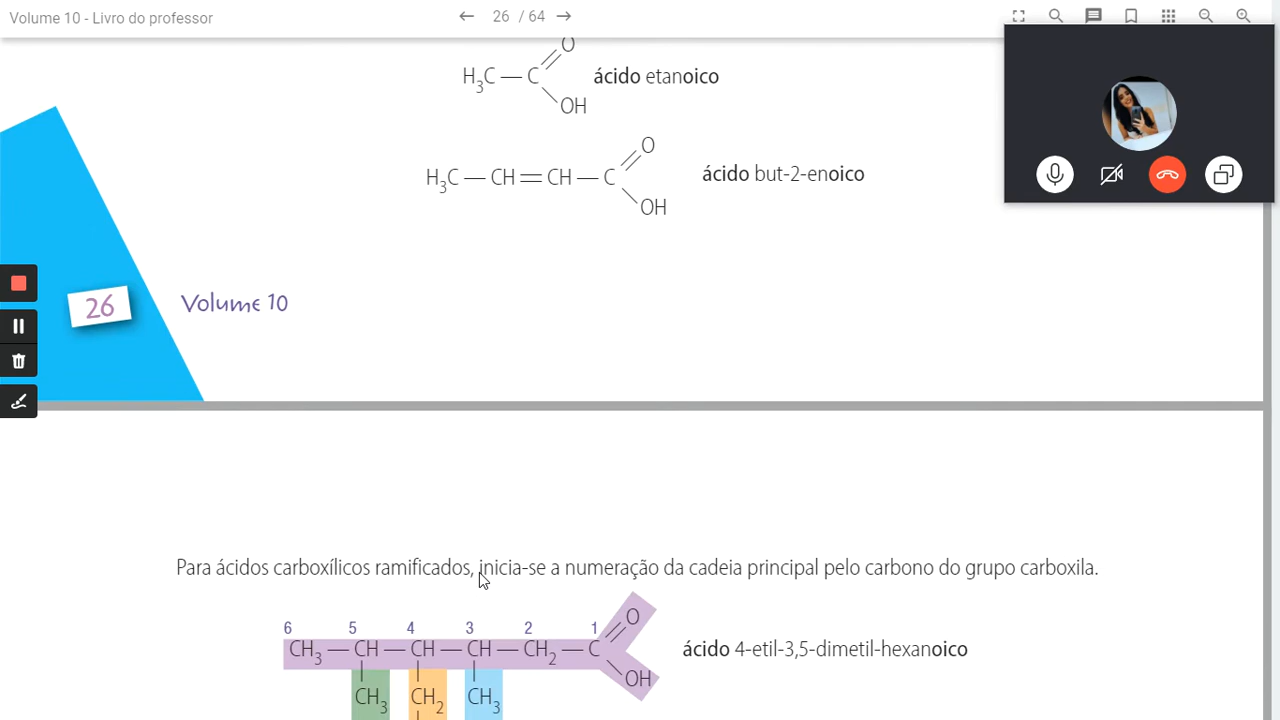 Volume 10 - Livro do professor
26 / 64
O
H3C — C
OH
ácido etanoico
O
H3C — CH = CH — C
OH
ácido but-2-enoico
26
Volume 10
Para ácidos carboxílicos ramificados, inicia-se a numeração da cadeia principal pelo carbono do grupo carboxila.
6 5 4 3 2 1
O
CH3 — CH — CH — CH — CH2 — C
OH
ácido 4-etil-3,5-dimetil-hexanoico
CH3 CH2 CH3